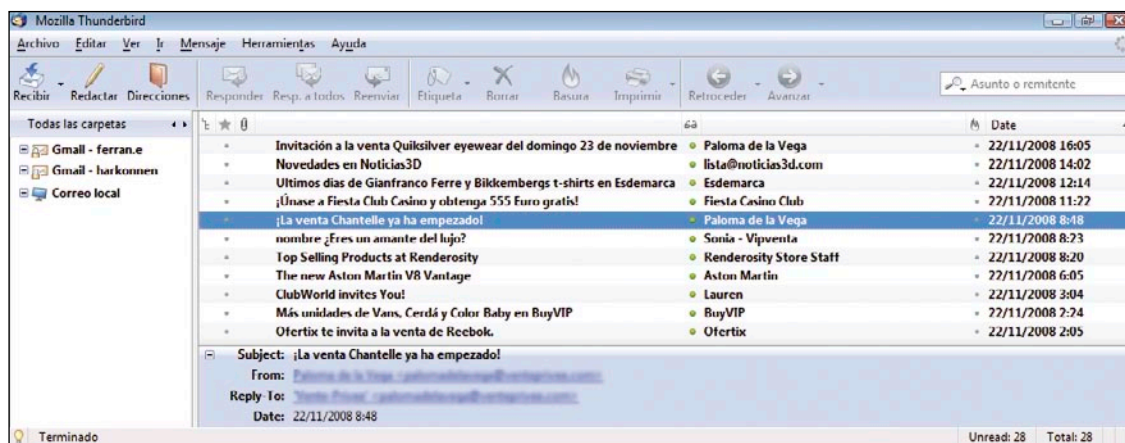 Mozilla Thunderbird
Archivo Editar Ver Ir Mensaje Herramientas Ayuda
Recibir Redactar Direcciones Responder Resp. a todos Reenviar Etiqueta Borrar Basura Imprimir Retroceder Avanzar Asunto o remitente
Todas las carpetas Date
Gmail - ferran.e
Gmail - harkonnen
Correo local
Invitación a la venta Quiksilver eyewear del domingo 23 de noviembre Paloma de la Vega 22/11/2008 16:05
Novedades en Noticias3D lista@noticias3d.com 22/11/2008 14:02
Ultimos dias de Gianfranco Ferre y Bikkembergs t-shirts en Esdemarca Esdemarca 22/11/2008 12:14
¡Únase a Fiesta Club Casino y obtenga 555 Euro gratis! Fiesta Casino Club 22/11/2008 11:22
¡La venta Chantelle ya ha empezado! Paloma de la Vega 22/11/2008 8:48
nombre ¿Eres un amante del lujo? Sonia - Vipventa 22/11/2008 8:23
Top Selling Products at Renderosity Renderosity Store Staff 22/11/2008 8:20
The new Aston Martin V8 Vantage Aston Martin 22/11/2008 6:05
ClubWorld invites You! Lauren 22/11/2008 3:04
Más unidades de Vans, Cerdá y Color Baby en BuyVIP BuyVIP 22/11/2008 2:24
Ofertix te invita a la venta de Reebok. Ofertix 22/11/2008 2:05
Subject: ¡La venta Chantelle ya ha empezado!
From:
Reply-To:
Date: 22/11/2008 8:48
Terminado Unread: 28 Total: 28